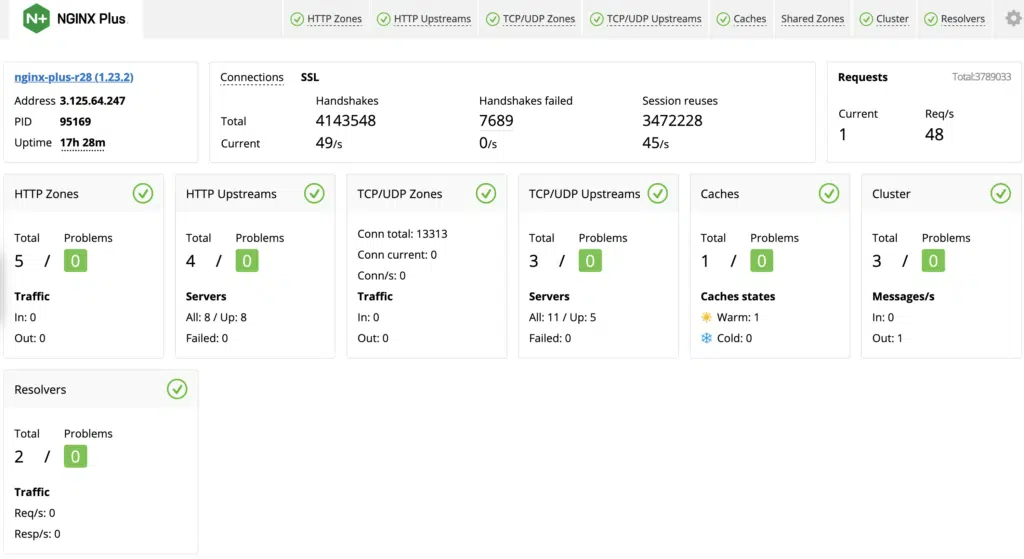 NGINX Plus
HTTP Zones
HTTP Upstreams
TCP/UDP Zones
TCP/UDP Upstreams
Caches
Shared Zones
Cluster
Resolvers
nginx-plus-r28 (1.23.2)
Address 3.125.64.247
PID 95169
Uptime 17h 28m
Connections SSL
Handshakes Handshakes failed Session reuses
Total 4143548 7689 3472228
Current 49/s 0/s 45/s
Requests Total:3789033
Current Req/s
1 48
HTTP Zones
Total Problems
5 / 0
Traffic
In: 0
Out: 0
HTTP Upstreams
Total Problems
4 / 0
Servers
All: 8 / Up: 8
Failed: 0
TCP/UDP Zones
Conn total: 13313
Conn current: 0
Conn/s: 0
Traffic
In: 0
Out: 0
TCP/UDP Upstreams
Total Problems
3 / 0
Servers
All: 11 / Up: 5
Failed: 0
Caches
Total Problems
1 / 0
Caches states
Warm: 1
Cold: 0
Cluster
Total Problems
3 / 0
Messages/s
In: 0
Out: 1
Resolvers
Total Problems
2 / 0
Traffic
Req/s: 0
Resp/s: 0